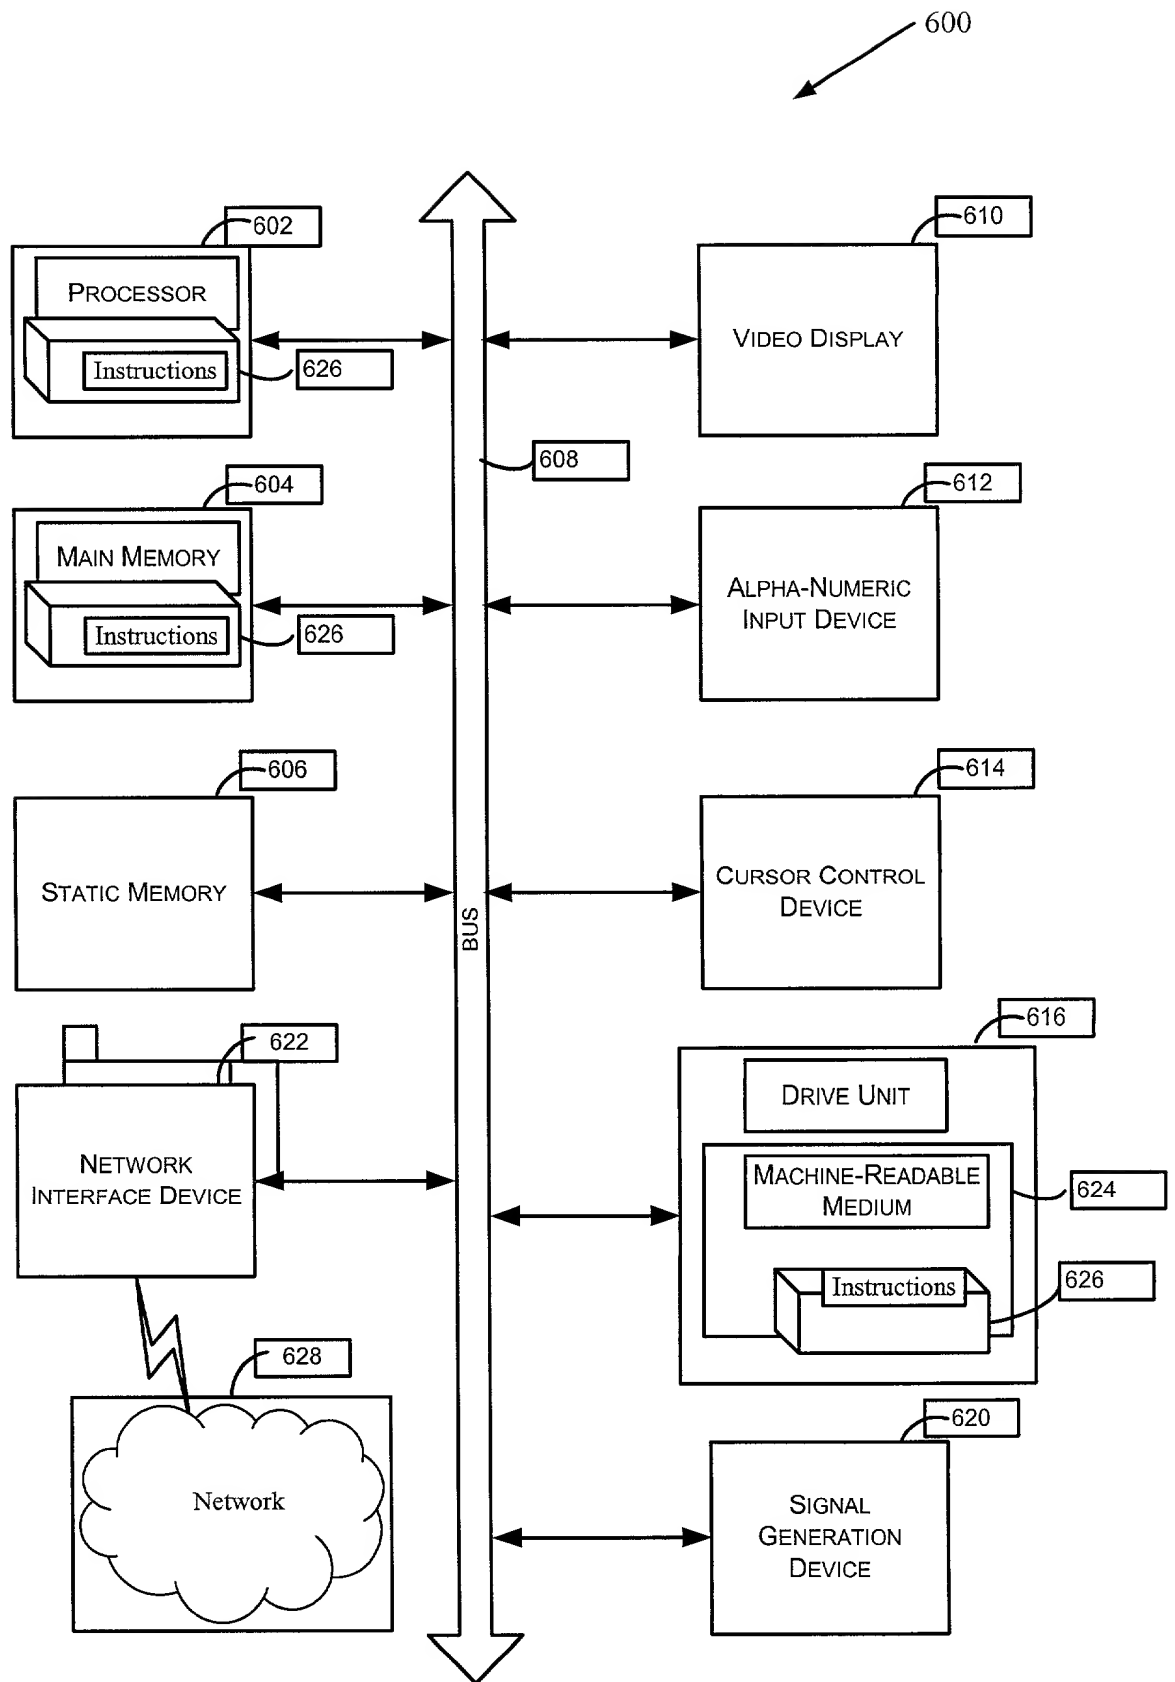 600
602
PROCESSOR
Instructions
626
604
MAIN MEMORY
Instructions
626
606
STATIC MEMORY
622
NETWORK
INTERFACE DEVICE
628
Network
608
BUS
610
VIDEO DISPLAY
612
ALPHA-NUMERIC
INPUT DEVICE
614
CURSOR CONTROL
DEVICE
616
DRIVE UNIT
MACHINE-READABLE
MEDIUM
624
Instructions
626
620
SIGNAL
GENERATION
DEVICE